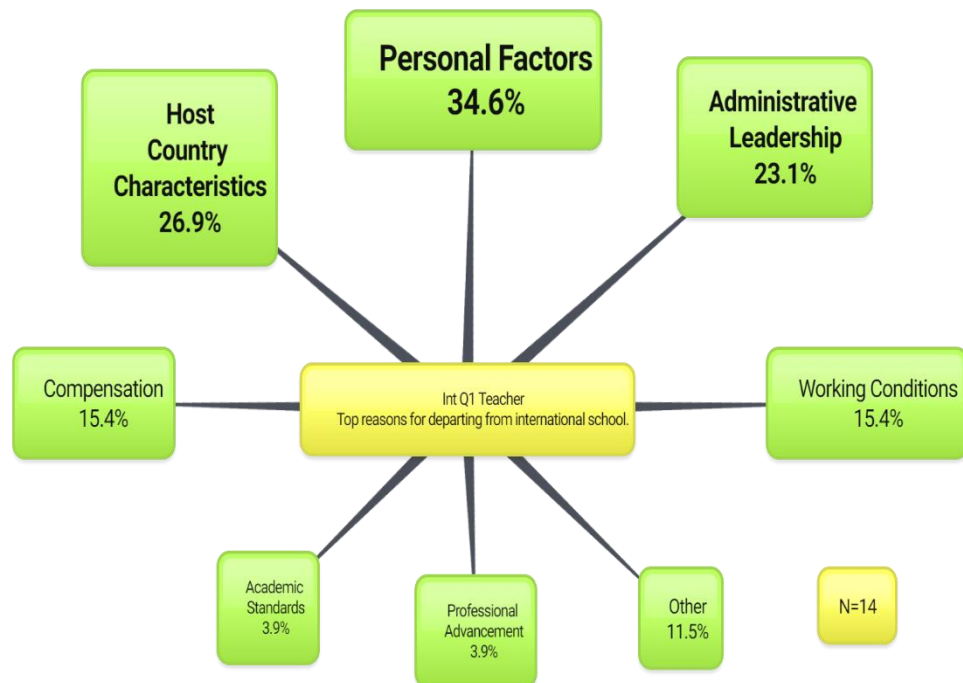 Personal Factors
34.6%
Host
Country
Characteristics
26.9%
Administrative
Leadership
23.1%
Compensation
15.4%
Int Q1 Teacher
Top reasons for departing from international school.
Working Conditions
15.4%
Academic
Standards
3.9%
Professional
Advancement
3.9%
Other
11.5%
N=14